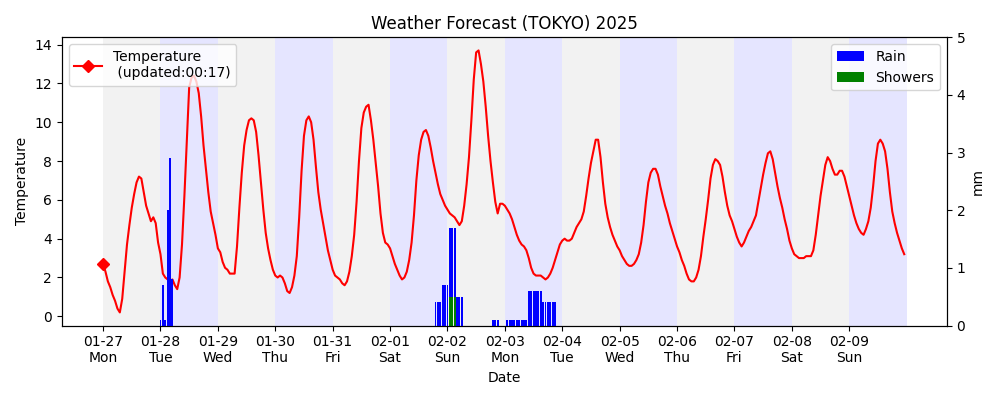 Weather Forecast (TOKYO) 2025
Temperature
(updated:00:17)
Rain
Showers
14
12
10
8
6
4
2
0
Temperature
5
4
3
2
1
0
mm
01-27 01-28 01-29 01-30 01-31 02-01 02-02 02-03 02-04 02-05 02-06 02-07 02-08 02-09
Mon Tue Wed Thu Fri Sat Sun Mon Tue Wed Thu Fri Sat Sun
Date